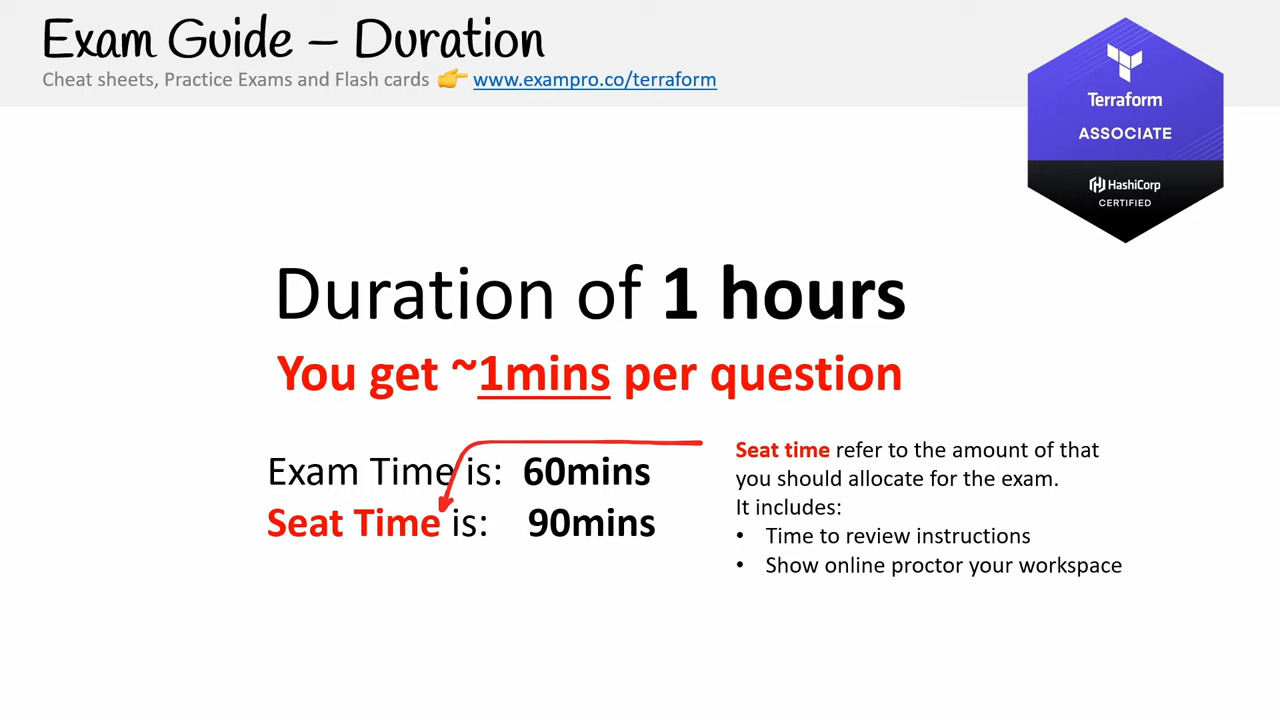 Exam Guide – Duration
Cheat sheets, Practice Exams and Flash cards 👉 www.exampro.co/terraform
Terraform
ASSOCIATE
HashiCorp
CERTIFIED
Duration of 1 hours
You get ~1mins per question
Exam Time is: 60mins
Seat Time is: 90mins
Seat time refer to the amount of that
you should allocate for the exam.
It includes:
• Time to review instructions
• Show online proctor your workspace